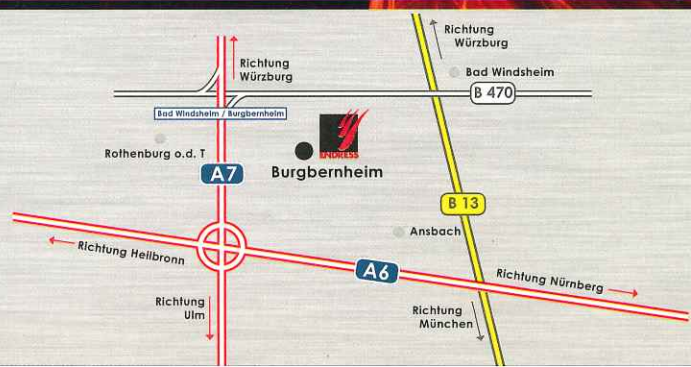 Richtung
Würzburg
Richtung
Würzburg
Bad Windsheim
B 470
Bad Windsheim / Burgbernheim
Rothenburg o.d. T
ENDRESS
A7
Burgbernheim
B 13
Ansbach
Richtung Heilbronn
A6
Richtung Nürnberg
Richtung
Ulm
Richtung
München